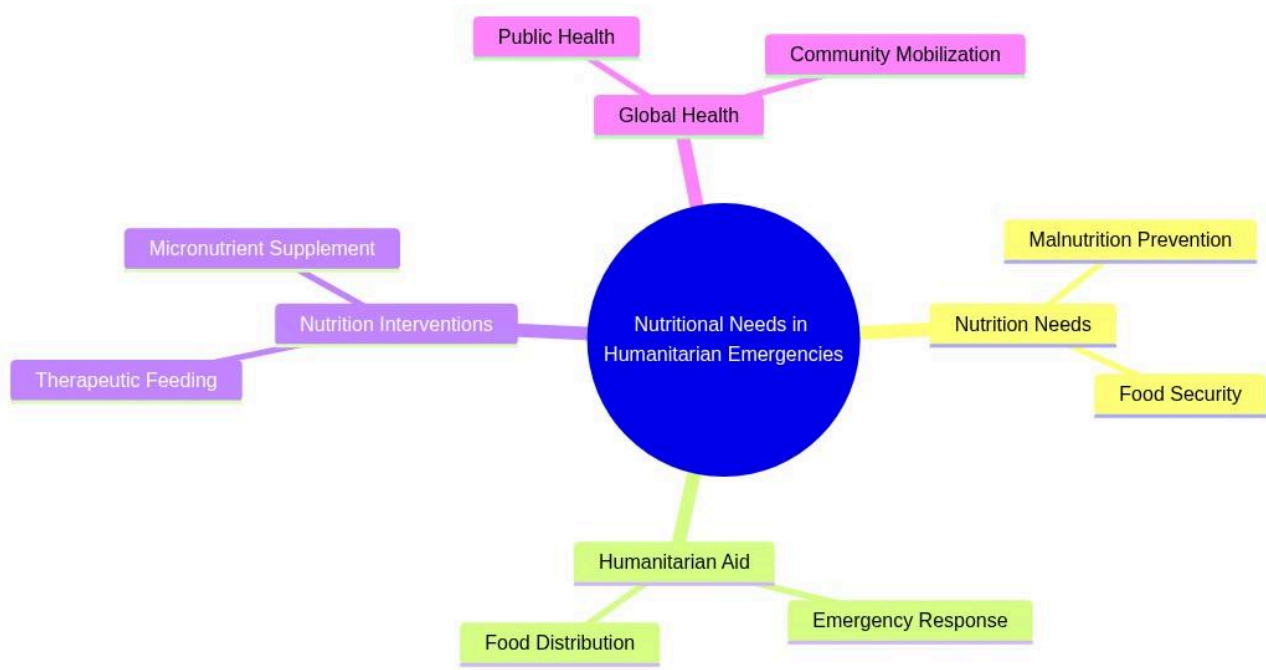 Public Health
Community Mobilization
Global Health
Micronutrient Supplement
Malnutrition Prevention
Nutrition Interventions
Nutritional Needs in
Humanitarian Emergencies
Nutrition Needs
Therapeutic Feeding
Food Security
Humanitarian Aid
Emergency Response
Food Distribution